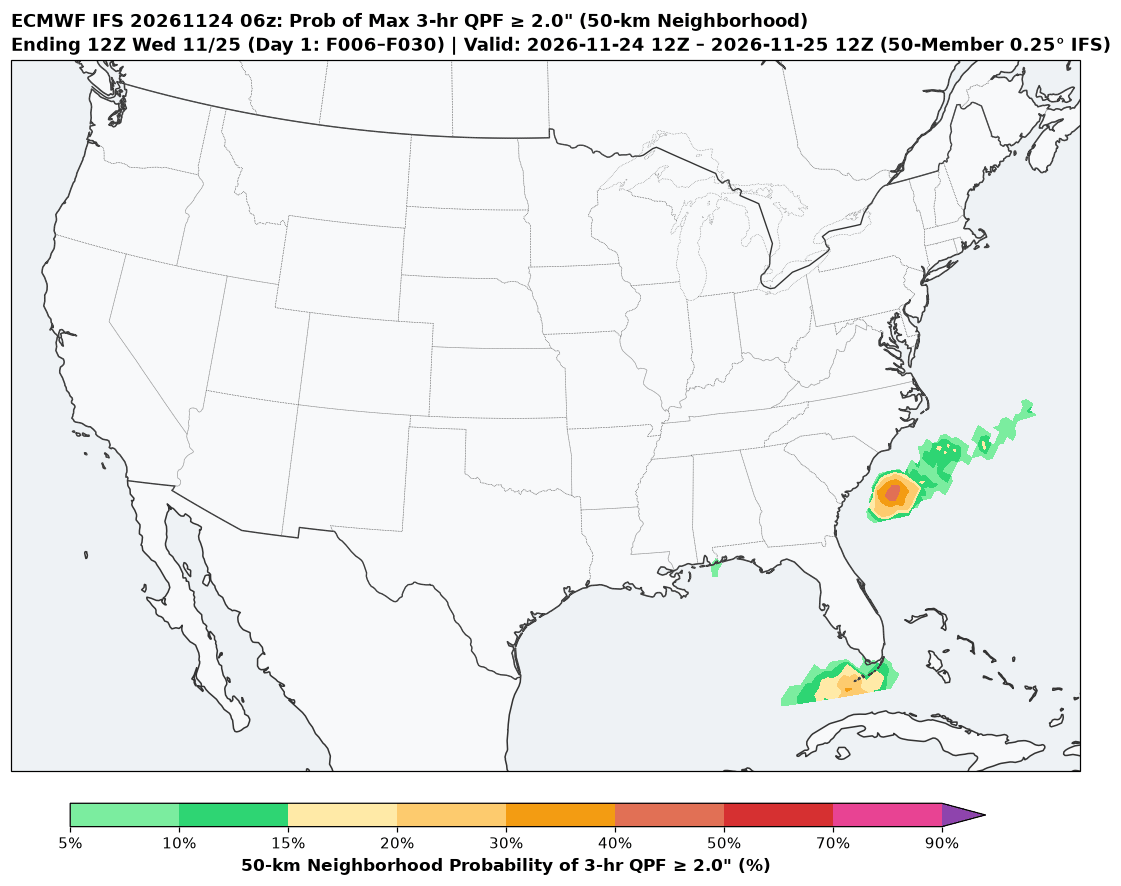 ECMWF IFS 20261124 06z: Prob of Max 3-hr QPF ≥ 2.0" (50-km Neighborhood)
Ending 12Z Wed 11/25 (Day 1: F006–F030) | Valid: 2026-11-24 12Z – 2026-11-25 12Z (50-Member 0.25° IFS)
5% 10% 15% 20% 30% 40% 50% 70% 90%
50-km Neighborhood Probability of 3-hr QPF ≥ 2.0" (%)